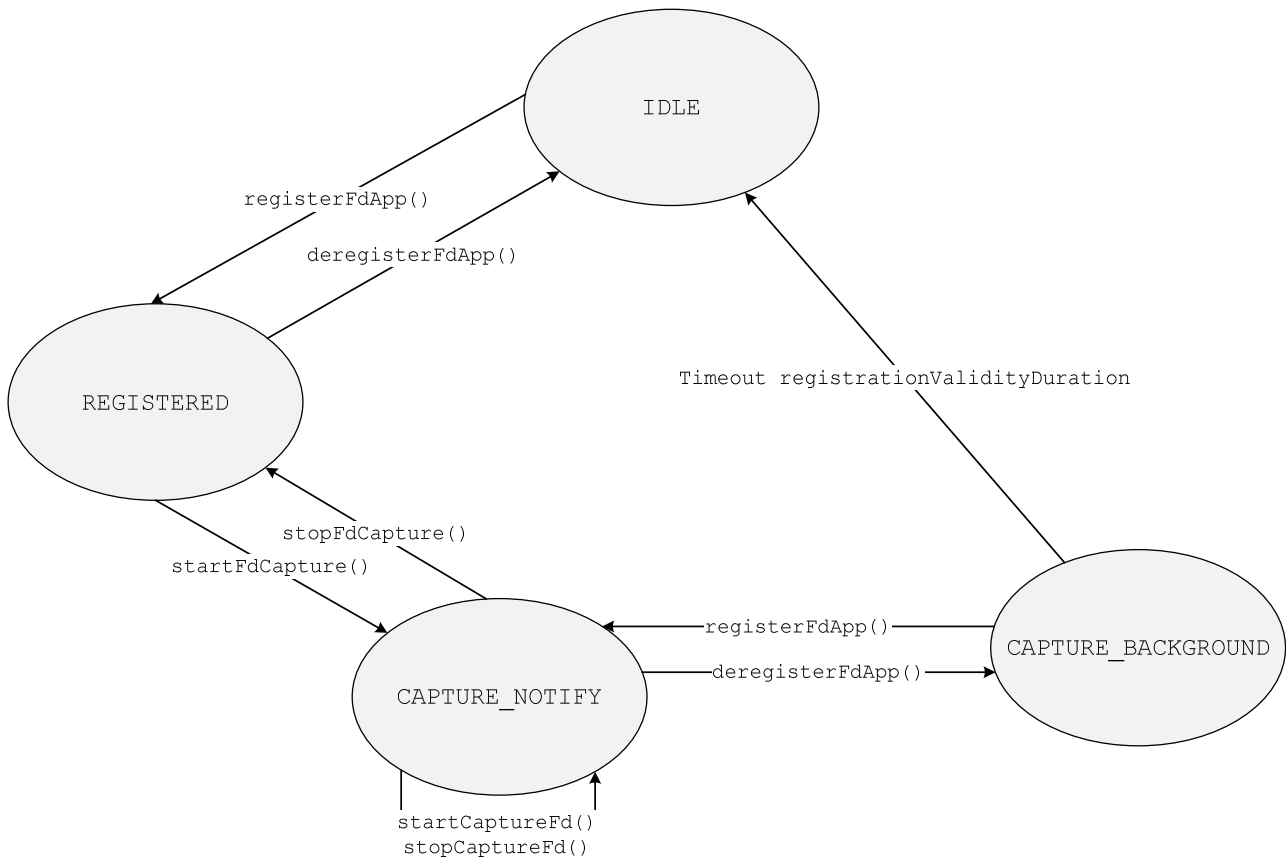 IDLE
registerFdApp()
deregisterFdApp()
Timeout registrationValidityDuration
REGISTERED
stopFdCapture()
startFdCapture()
registerFdApp()
CAPTURE_BACKGROUND
deregisterFdApp()
CAPTURE_NOTIFY
startCaptureFd()
stopCaptureFd()